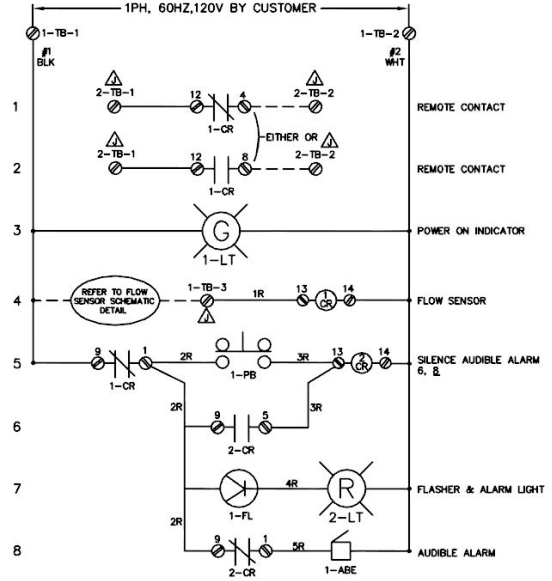 1PH, 60HZ,120V BY CUSTOMER
1-TB-1
1-TB-2
#1
BLK
#2
WHT
J
J
2-TB-1
12
4
2-TB-2
1
REMOTE CONTACT
1-CR
J
EITHER OR
J
2-TB-1
12
8
2-TB-2
2
REMOTE CONTACT
1-CR
3
G
POWER ON INDICATOR
1-LT
REFER TO FLOW
SENSOR SCHEMATIC
DETAIL
1-TB-3
1R
13
1
CR
14
4
FLOW SENSOR
J
9
1
2R
3R
13
2
CR
14
5
SILENCE AUDIBLE ALARM
6, 8
1-CR
1-PB
2R
9
5
3R
6
2-CR
7
4R
R
FLASHER & ALARM LIGHT
1-FL
2-LT
2R
9
1
5R
8
AUDIBLE ALARM
2-CR
1-ABE